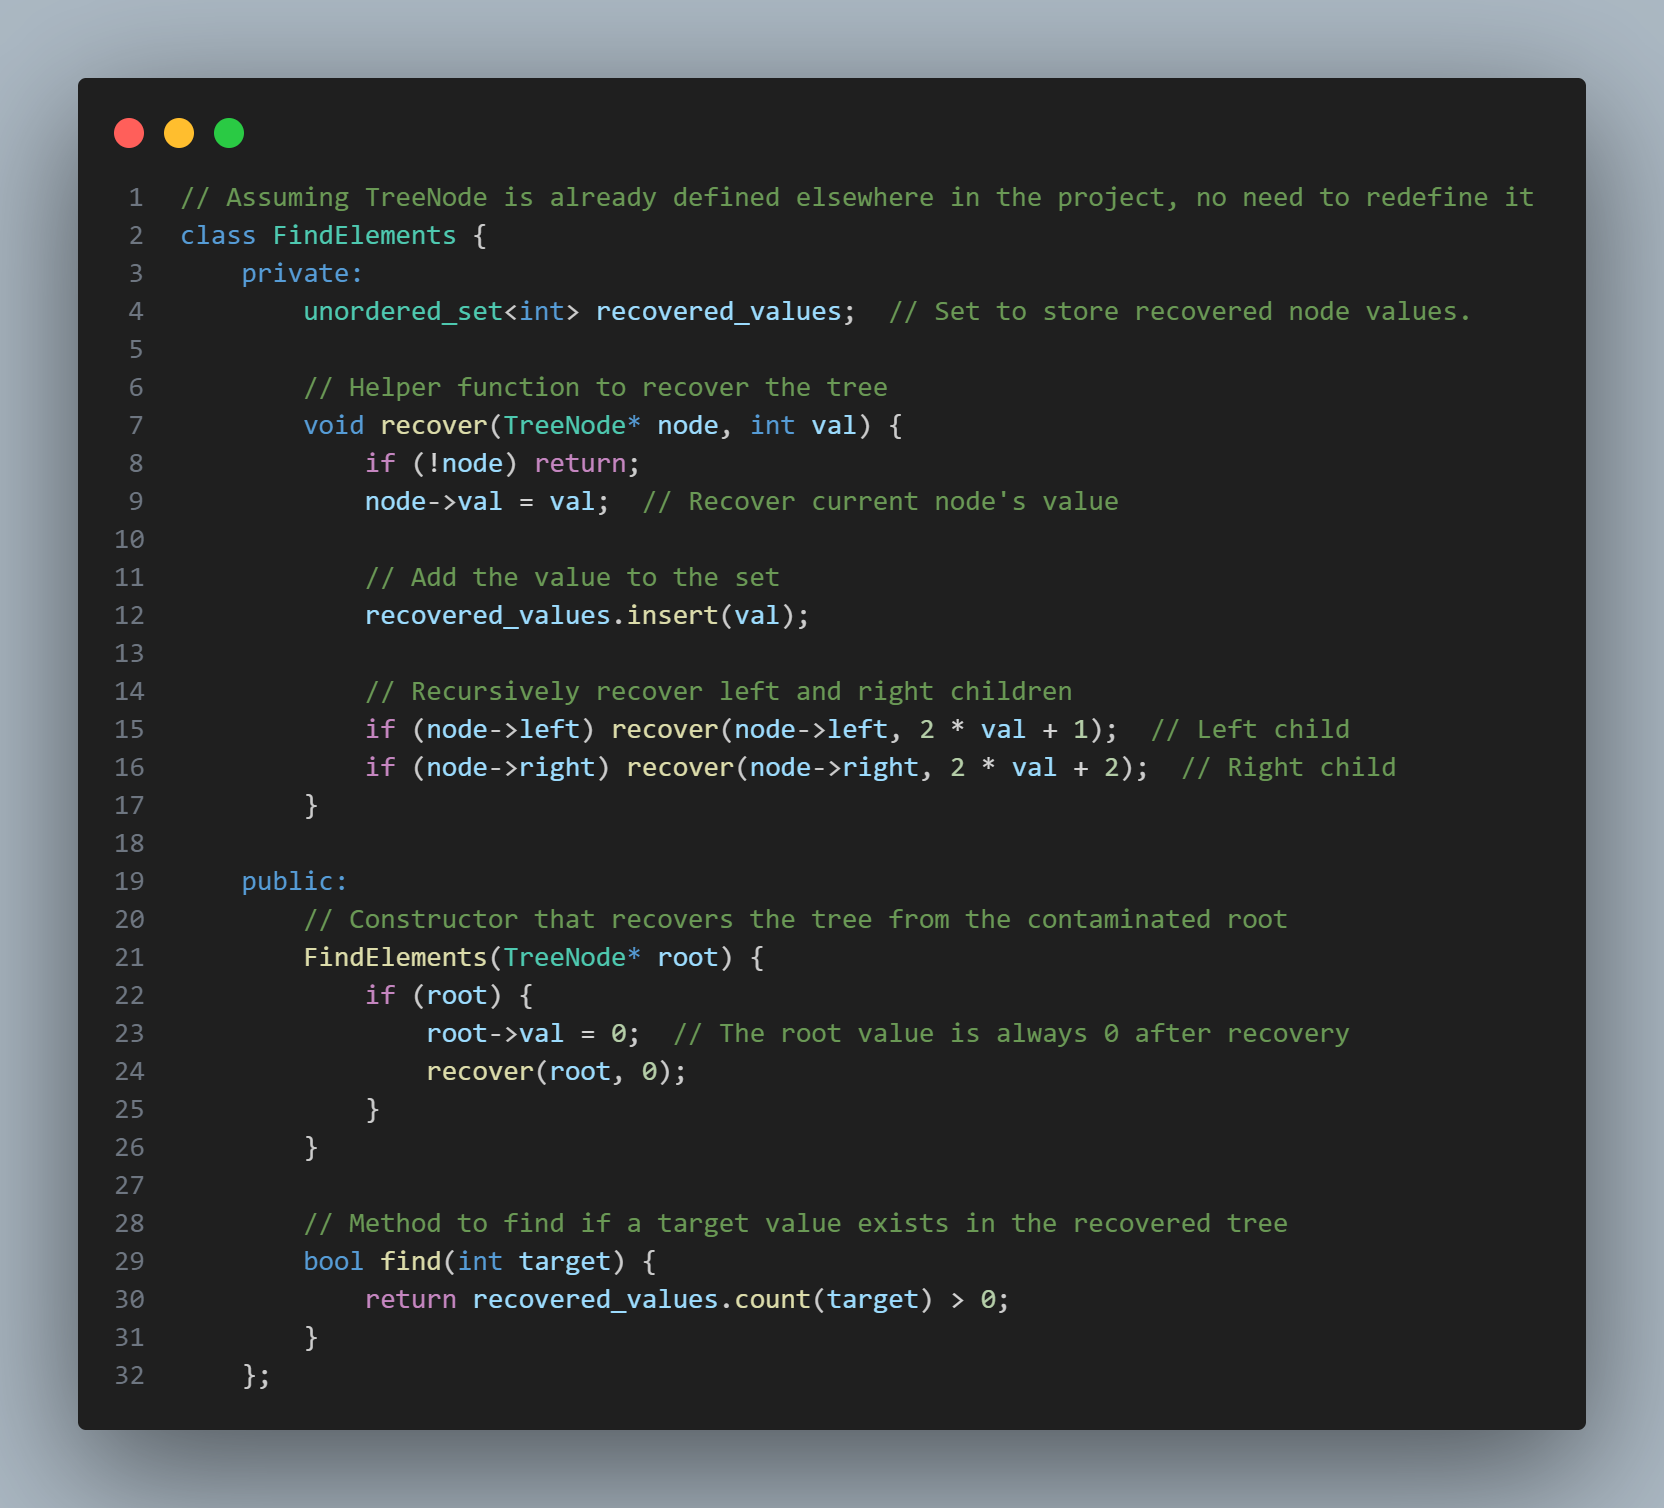 1 // Assuming TreeNode is already defined elsewhere in the project, no need to redefine it
2 class FindElements {
3     private:
4         unordered_set<int> recovered_values;  // Set to store recovered node values.
5
6         // Helper function to recover the tree
7         void recover(TreeNode* node, int val) {
8             if (!node) return;
9             node->val = val;  // Recover current node's value
10
11             // Add the value to the set
12             recovered_values.insert(val);
13
14             // Recursively recover left and right children
15             if (node->left) recover(node->left, 2 * val + 1);  // Left child
16             if (node->right) recover(node->right, 2 * val + 2);  // Right child
17         }
18
19     public:
20         // Constructor that recovers the tree from the contaminated root
21         FindElements(TreeNode* root) {
22             if (root) {
23                 root->val = 0;  // The root value is always 0 after recovery
24                 recover(root, 0);
25             }
26         }
27
28         // Method to find if a target value exists in the recovered tree
29         bool find(int target) {
30             return recovered_values.count(target) > 0;
31         }
32     };